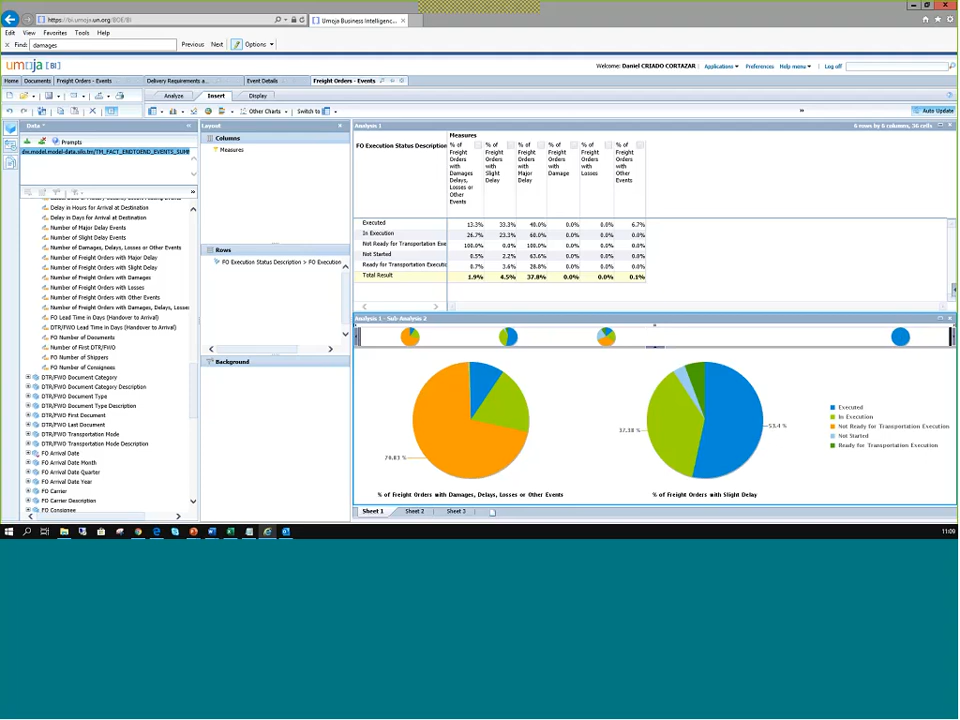 https://bi.umoja.un.org/BOE/BI
Umoja Business Intelligenc...
Edit View Favorites Tools Help
Find: damages
Previous Next Options
umoja [BI]
Welcome: Daniel CRIADO CORTAZAR
Applications Preferences Help menu Log off
Home Documents Freight Orders - Events Delivery Requirements a... Event Details Freight Orders - Events
Analyze Insert Display
Other Charts Switch to
Auto Update
Data
Prompts
Delay in Hours for Arrival at Destination
Delay in Days for Arrival at Destination
Number of Major Delay Events
Number of Slight Delay Events
Number of Damages, Delays, Losses or Other Events
Number of Freight Orders with Major Delay
Number of Freight Orders with Slight Delay
Number of Freight Orders with Damages
Number of Freight Orders with Losses
Number of Freight Orders with Other Events
Number of Freight Orders with Damages, Delays, Losses
FO Lead Time in Days (Handover to Arrival)
DTR/FWO Lead Time in Days (Handover to Arrival)
FO Number of Documents
Number of First DTR/FWO
FO Number of Shippers
FO Number of Consignees
DTR/FWO Document Category
DTR/FWO Document Category Description
DTR/FWO Document Type
DTR/FWO Document Type Description
DTR/FWO First Document
DTR/FWO Last Document
DTR/FWO Transportation Mode
DTR/FWO Transportation Mode Description
FO Arrival Date
FO Arrival Date Month
FO Arrival Date Quarter
FO Arrival Date Year
FO Carrier
FO Carrier Description
FO Consignee
Layout
Columns
Measures
Rows
FO Execution Status Description > FO Execution
Background
Analysis 1
6 rows by 6 columns, 36 cells
Measures
FO Execution Status Description
% of Freight Orders with Damages Delays, Losses or Other Events
% of Freight Orders with Slight Delay
% of Freight Orders with Major Delay
% of Freight Orders with Damage
% of Freight Orders with Losses
% of Freight Orders with Other Events
Executed 13.3% 33.3% 40.0% 0.0% 0.0% 6.7%
In Execution 26.7% 23.3% 60.0% 0.0% 0.0% 0.0%
Not Ready for Transportation Exe 100.0% 0.0% 100.0% 0.0% 0.0% 0.0%
Not Started 0.5% 2.2% 63.6% 0.0% 0.0% 0.0%
Ready for Transportation Executio 0.7% 3.6% 28.8% 0.0% 0.0% 0.0%
Total Result 1.9% 4.5% 37.8% 0.0% 0.0% 0.1%
Analysis 1 - Sub-Analysis 2
70.83 %
37.38 %
53.4 %
Executed
In Execution
Not Ready for Transportation Execution
Not Started
Ready for Transportation Execution
% of Freight Orders with Damages, Delays, Losses or Other Events
% of Freight Orders with Slight Delay
Sheet 1 Sheet 2 Sheet 3
11:09